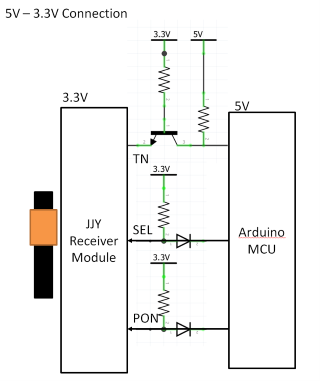 5V – 3.3V Connection
3.3V
5V
3.3V
5V
TN
3.3V
SEL
JJY
Receiver
Module
Arduino
MCU
3.3V
PON